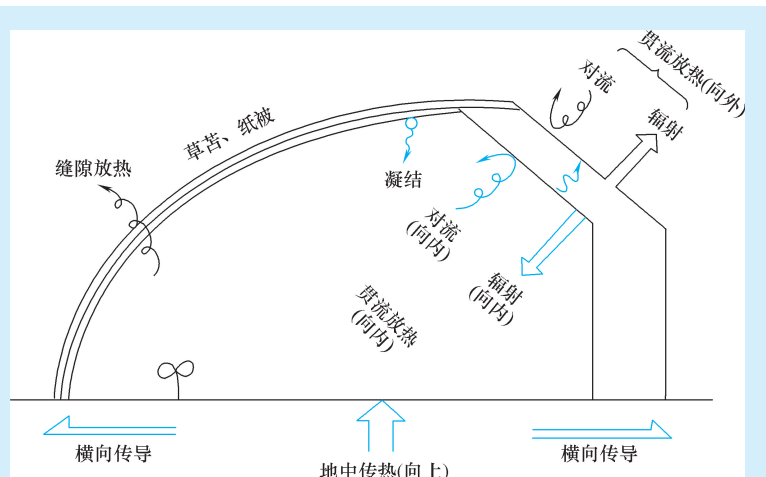 贯流放热(向外)
对流
辐射
草苫、纸被
缝隙放热
凝结
对流
(向内)
辐射
(向内)
贯流放热
(向内)
横向传导
横向传导
地中传热(向上)